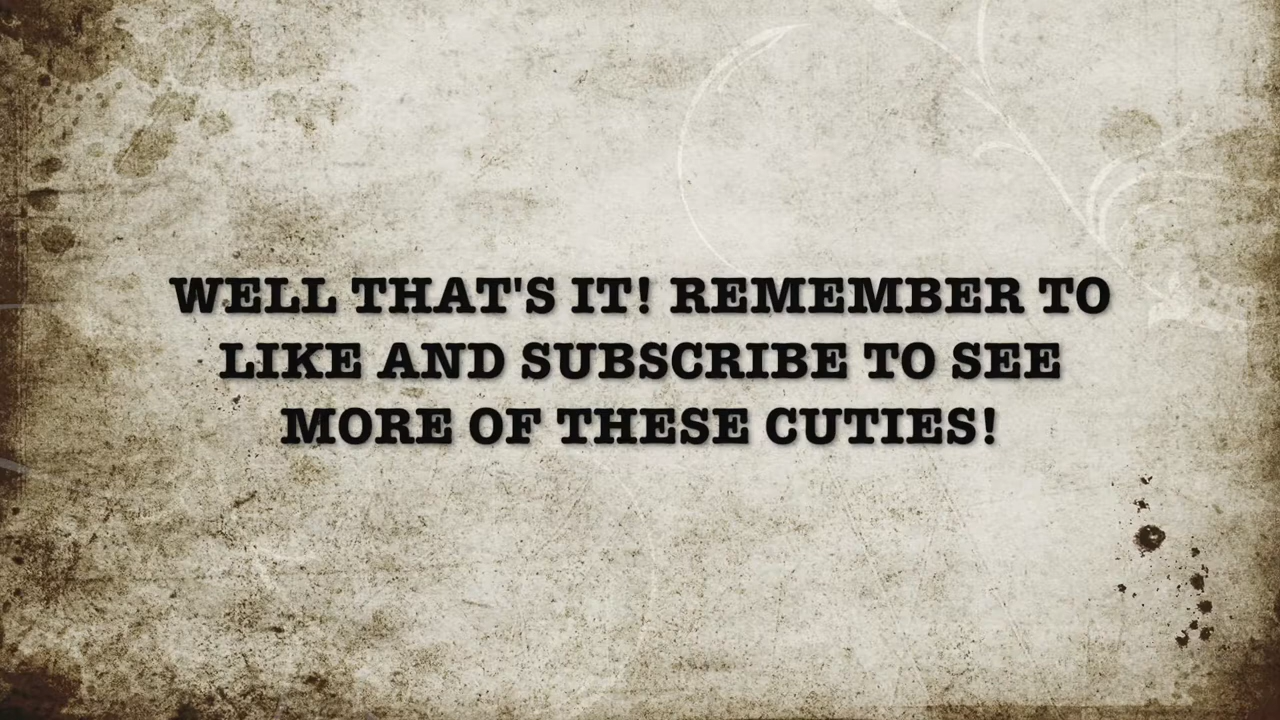 WELL THAT'S IT! REMEMBER TO
LIKE AND SUBSCRIBE TO SEE
MORE OF THESE CUTIES!